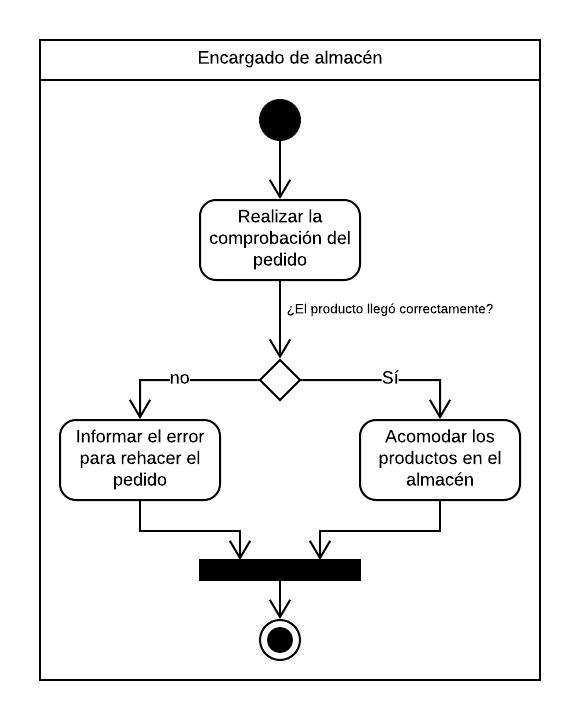 Encargado de almacén
Realizar la
comprobación del
pedido
¿El producto llegó correctamente?
no
Sí
Informar el error
para rehacer el
pedido
Acomodar los
productos en el
almacén